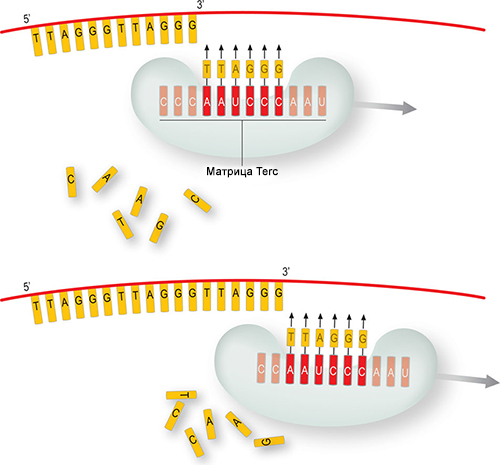 5' 3'
T T A G G G T T A G G G
T T A G G G
C C C A A U C C C A A U
Матрица Terc
C A A T G C
5' 3'
T T A G G G T T A G G G T T A G G G
T T A G G G
C C A A U C C C A A U
T C C A A G